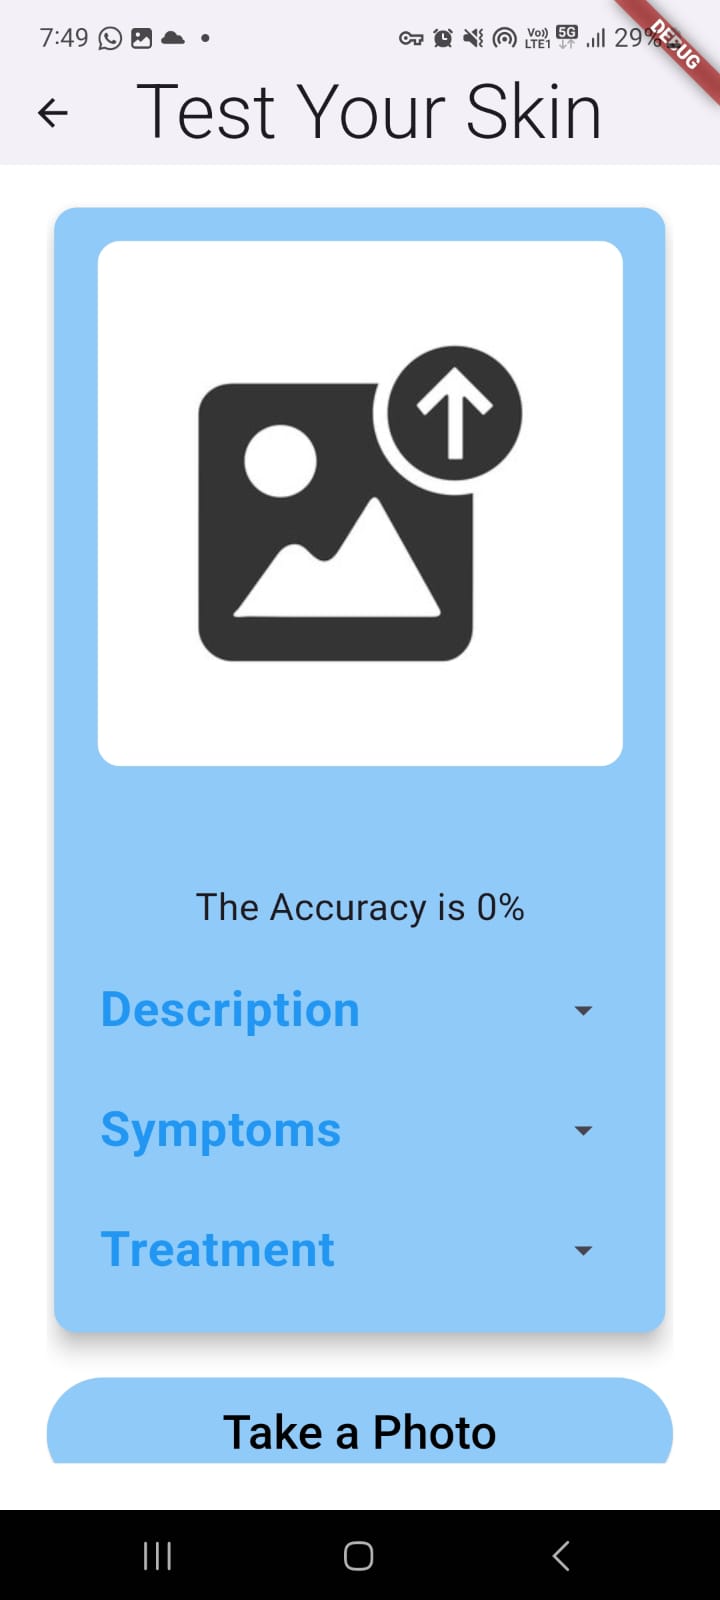 7:49
Vo)) 5G
LTE1 29%
DEBUG
Test Your Skin
The Accuracy is 0%
Description
Symptoms
Treatment
Take a Photo